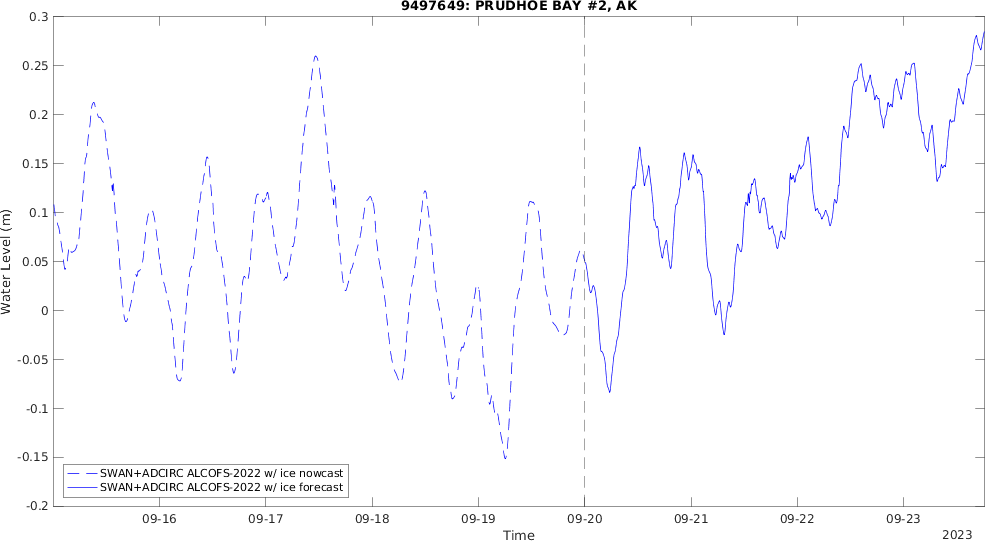 9497649: PRUDHOE BAY #2, AK
0.3
0.25
0.2
0.15
0.1
0.05
0
-0.05
-0.1
-0.15
-0.2
Water Level (m)
SWAN+ADCIRC ALCOFS-2022 w/ ice nowcast
SWAN+ADCIRC ALCOFS-2022 w/ ice forecast
09-16 09-17 09-18 09-19 09-20 09-21 09-22 09-23
Time
2023